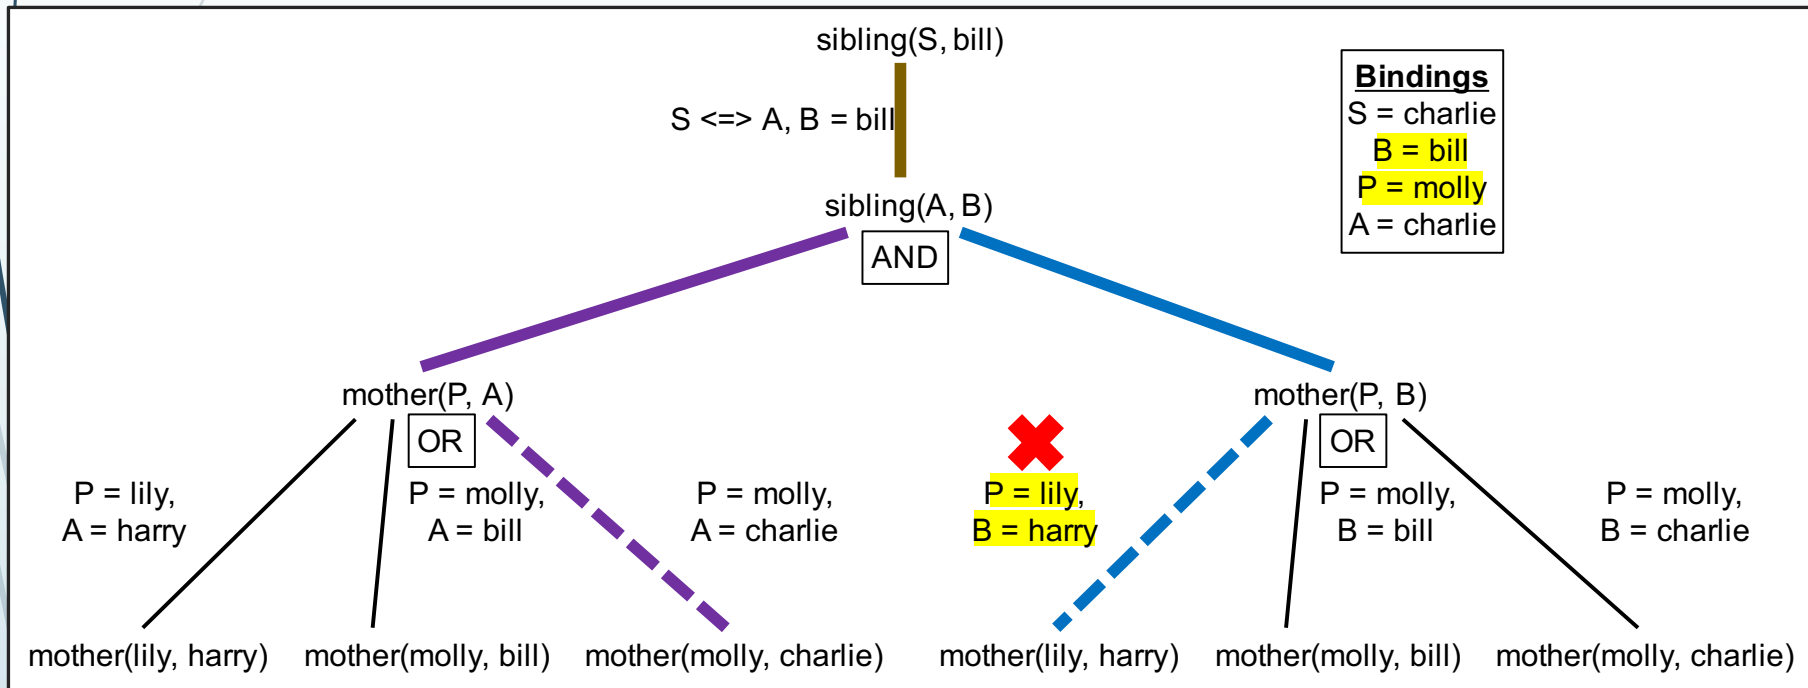 sibling(S, bill)
S <=> A, B = bill
Bindings
S = charlie
B = bill
P = molly
A = charlie
sibling(A, B)
AND
mother(P, A)
OR
mother(P, B)
OR
P = lily,
A = harry
P = molly,
A = bill
P = molly,
A = charlie
P = lily,
B = harry
P = molly,
B = bill
P = molly,
B = charlie
mother(lily, harry)
mother(molly, bill)
mother(molly, charlie)
mother(lily, harry)
mother(molly, bill)
mother(molly, charlie)